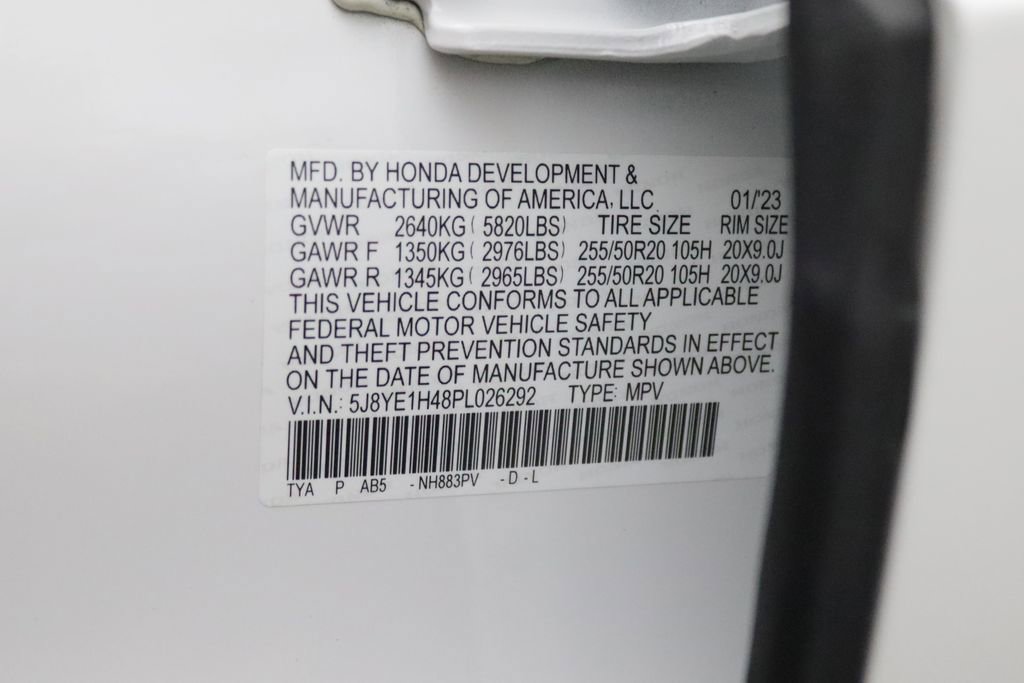 MFD. BY HONDA DEVELOPMENT &
MANUFACTURING OF AMERICA, LLC 01/'23
GVWR 2640KG ( 5820LBS) TIRE SIZE RIM SIZE
GAWR F 1350KG ( 2976LBS) 255/50R20 105H 20X9.0J
GAWR R 1345KG ( 2965LBS) 255/50R20 105H 20X9.0J
THIS VEHICLE CONFORMS TO ALL APPLICABLE
FEDERAL MOTOR VEHICLE SAFETY
AND THEFT PREVENTION STANDARDS IN EFFECT
ON THE DATE OF MANUFACTURE SHOWN ABOVE.
V.I.N.: 5J8YE1H48PL026292 TYPE: MPV
TYA P AB5 -NH883PV -D-L